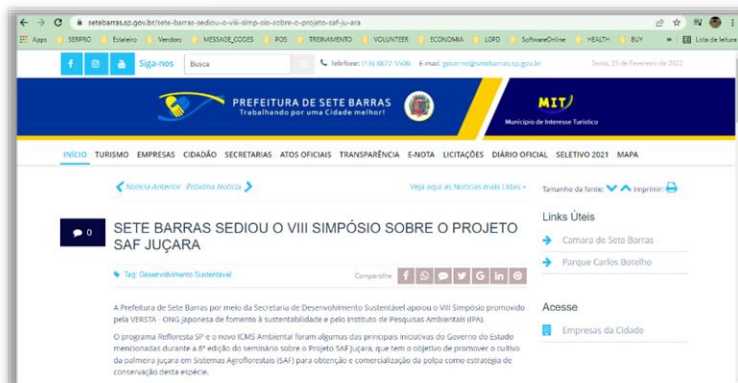 setebarras.sp.gov.br/sete-barras-sediou-o-viii-simp-sio-sobre-o-projeto-saf-ju-ara
Apps SERPRO Estaleiro Vendors MESSAGE_CODES POS TREINAMENTO VOLUNTEER ECONOMIA LGPD SoftwareOnline HEALTH BUY » Lista de leitura
Siga-nos Busca Telefone: (13) 3872-5500 E-mail: governo@setebarras.sp.gov.br Sexta, 25 de Fevereiro de 2022
PREFEITURA DE SETE BARRAS
Trabalhando por uma Cidade melhor!
MIT
Município de Interesse Turístico
INÍCIO TURISMO EMPRESAS CIDADÃO SECRETARIAS ATOS OFICIAIS TRANSPARÊNCIA E-NOTA LICITAÇÕES DIÁRIO OFICIAL SELETIVO 2021 MAPA
Notícia Anterior Próxima Notícia Veja aqui as Notícias mais Lidas Tamanho da fonte: Imprimir:
0
SETE BARRAS SEDIOU O VIII SIMPÓSIO SOBRE O PROJETO
SAF JUÇARA
Tag: Desenvolvimento Sustentável Compartilhe
A Prefeitura de Sete Barras por meio da Secretaria de Desenvolvimento Sustentável apoiou o VIII Simpósio promovido
pela VERSTA - ONG Japonesa de fomento à sustentabilidade e pelo Instituto de Pesquisas Ambientais (IPA).
O programa Refloresta SP e o novo ICMS Ambiental foram algumas das principais iniciativas do Governo do Estado
mencionadas durante a 8ª edição do seminário sobre o Projeto SAF Juçara, que tem o objetivo de promover o cultivo
da palmeira juçara em Sistemas Agroflorestais (SAF) para obtenção e comercialização da polpa como estratégia de
conservação desta espécie.
Links Úteis
Camara de Sete Barras
Parque Carlos Botelho
Acesse
Empresas da Cidade